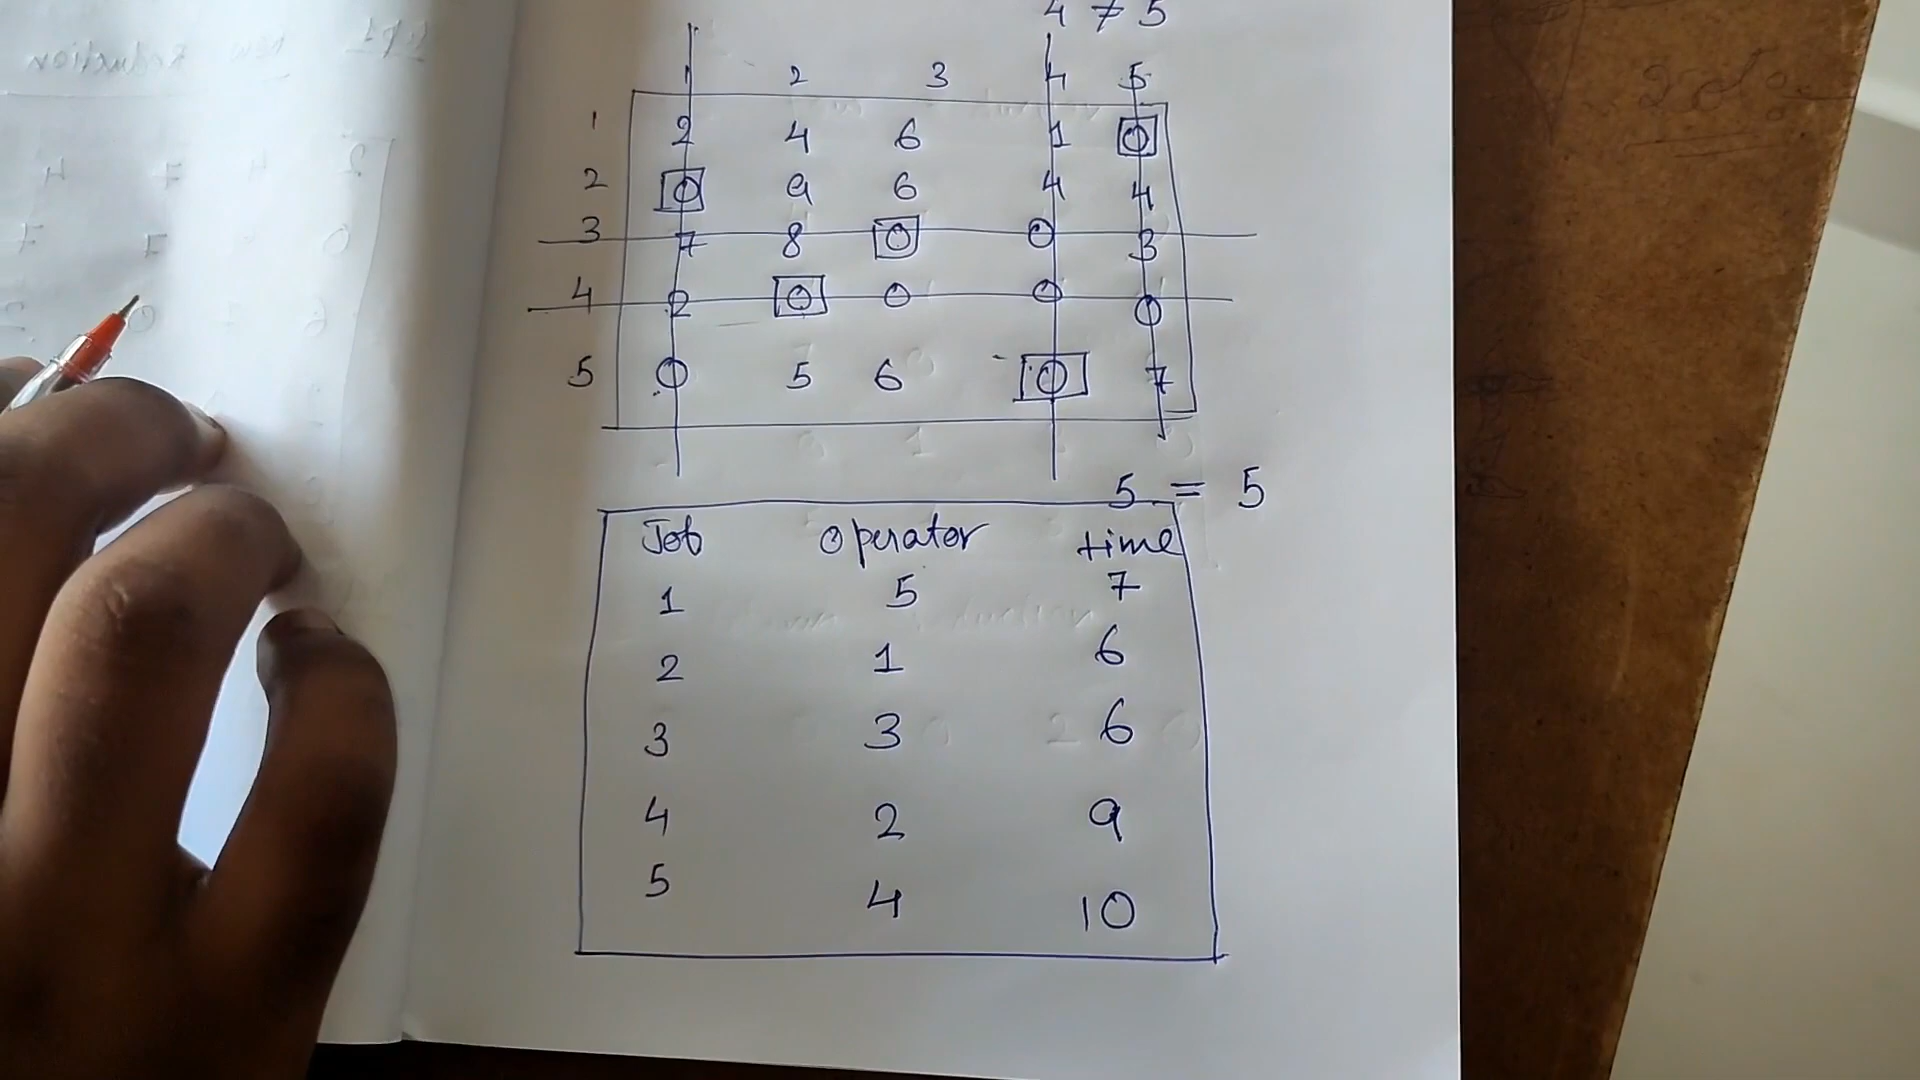 4 ≠ 5
1 2 3 4 5
1 2 4 6 1 0
2 0 9 6 4 4
3 7 8 0 0 3
4 2 0 0 0 0
5 0 5 6 0 7
5 = 5
Job Operator time
1 5 7
2 1 6
3 3 6
4 2 9
5 4 10